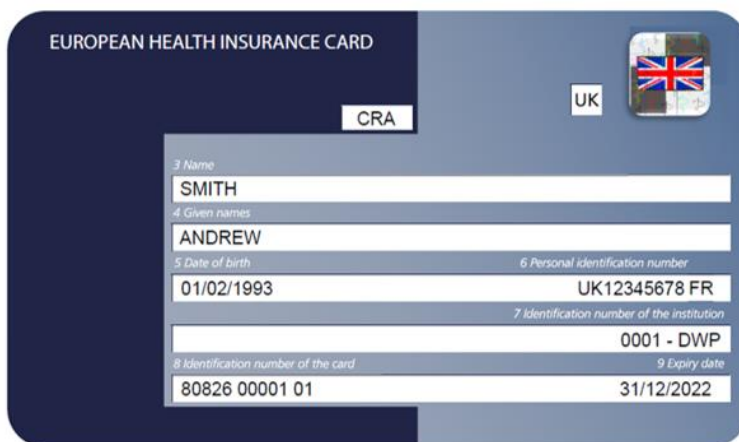 EUROPEAN HEALTH INSURANCE CARD
UK
CRA
3 Name
SMITH
4 Given names
ANDREW
5 Date of birth 6 Personal identification number
01/02/1993 UK12345678 FR
7 Identification number of the institution
0001 - DWP
8 Identification number of the card 9 Expiry date
80826 00001 01 31/12/2022